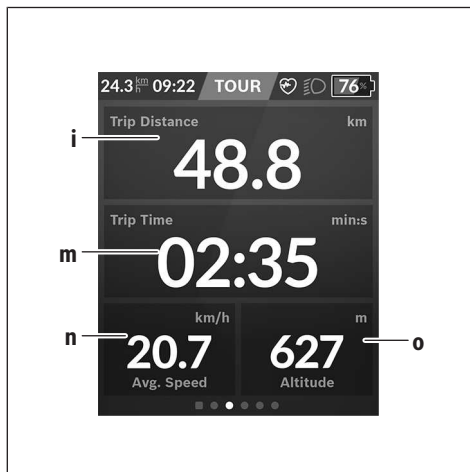 24.3 km/h 09:22 TOUR 76%
Trip Distance km
i
48.8
Trip Time min:s
m
02:35
km/h m
n 20.7 627 o
Avg. Speed Altitude